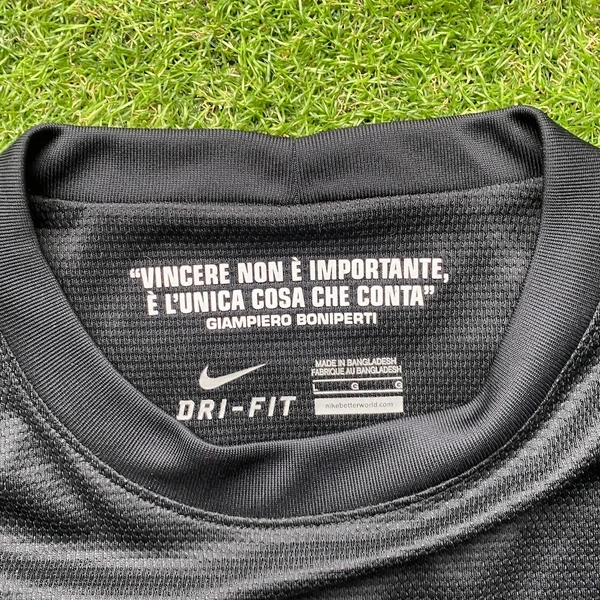 “VINCERE NON È IMPORTANTE,
È L’UNICA COSA CHE CONTA”
GIAMPIERO BONIPERTI
DRI-FIT
MADE IN BANGLADESH
FABRIQUE AU BANGLADESH
L G G
nikebetterworld.com